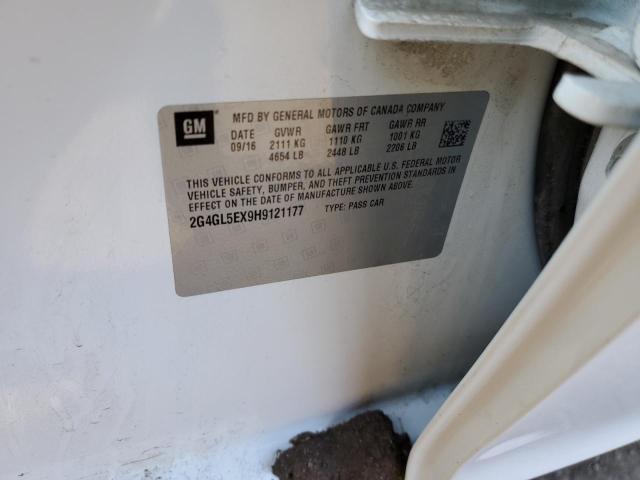 GM
MFD BY GENERAL MOTORS OF CANADA COMPANY
DATE GVWR GAWR FRT GAWR RR
09/16 2111 KG 1110 KG 1001 KG
4654 LB 2448 LB 2206 LB
THIS VEHICLE CONFORMS TO ALL APPLICABLE U.S. FEDERAL MOTOR
VEHICLE SAFETY, BUMPER, AND THEFT PREVENTION STANDARDS IN
EFFECT ON THE DATE OF MANUFACTURE SHOWN ABOVE.
2G4GL5EX9H9121177 TYPE: PASS CAR